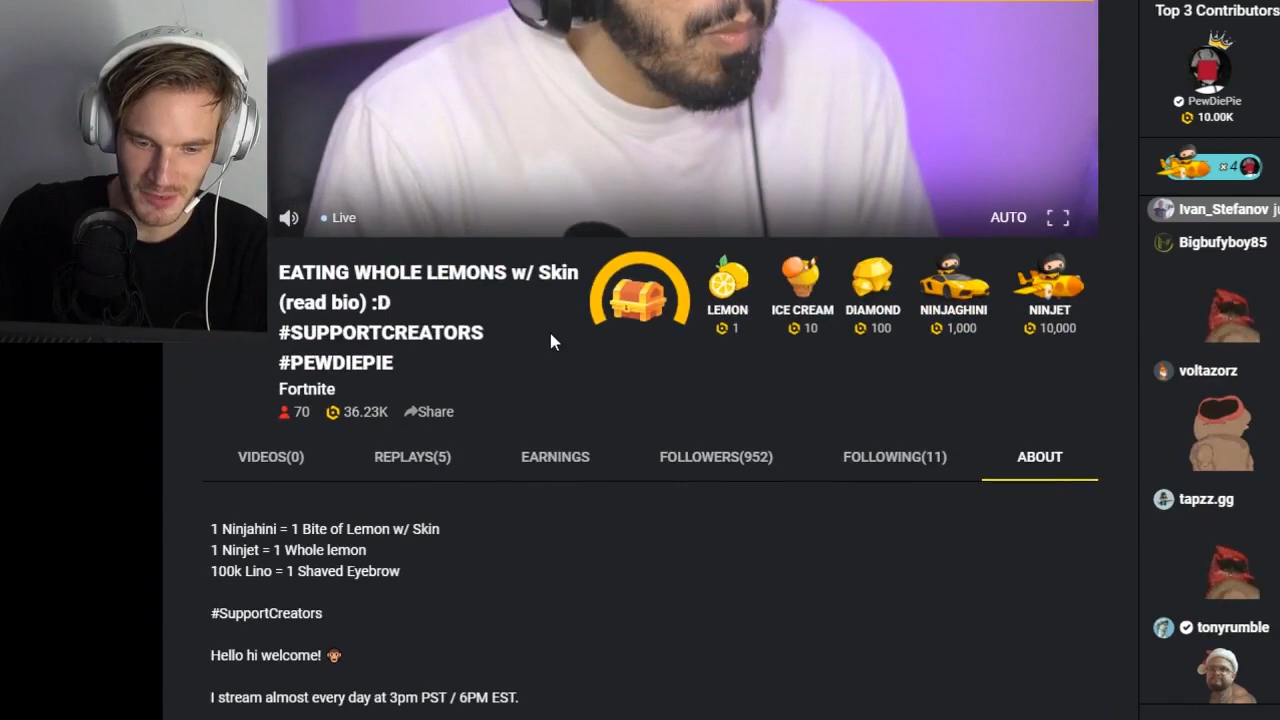 Top 3 Contributors
PewDiePie
10.00K
x 4
Live
AUTO
Ivan_Stefanov
Bigbufyboy85
EATING WHOLE LEMONS w/ Skin
(read bio) :D
#SUPPORTCREATORS
#PEWDIEPIE
Fortnite
70 36.23K Share
LEMON ICE CREAM DIAMOND NINJAGHINI NINJET
1 10 100 1,000 10,000
voltazorz
VIDEOS(0) REPLAYS(5) EARNINGS FOLLOWERS(952) FOLLOWING(11) ABOUT
tapzz.gg
1 Ninjahini = 1 Bite of Lemon w/ Skin
1 Ninjet = 1 Whole lemon
100k Lino = 1 Shaved Eyebrow
#SupportCreators
tonyrumble
Hello hi welcome! 🐵
I stream almost every day at 3pm PST / 6PM EST.